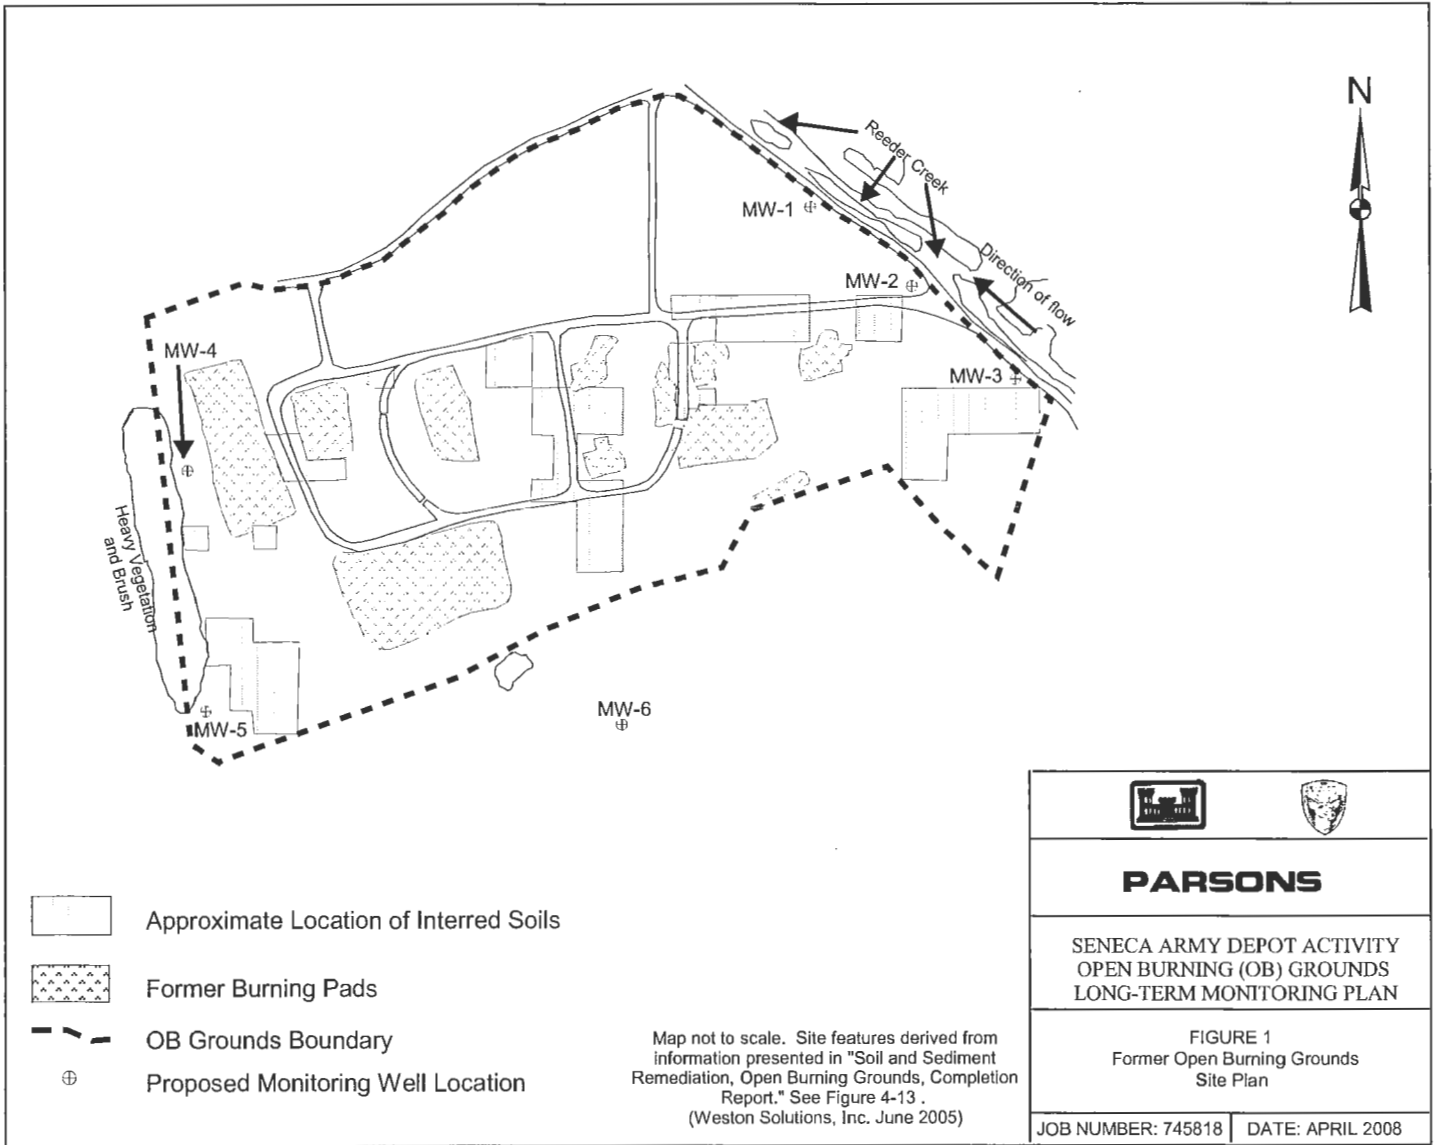 N
Reeder Creek
MW-1
Direction of flow
MW-2
MW-4
MW-3
Heavy Vegetation
and Brush
MW-5
MW-6
Approximate Location of Interred Soils
Former Burning Pads
OB Grounds Boundary
Proposed Monitoring Well Location
Map not to scale. Site features derived from
information presented in "Soil and Sediment
Remediation, Open Burning Grounds, Completion
Report." See Figure 4-13 .
(Weston Solutions, Inc. June 2005)
PARSONS
SENECA ARMY DEPOT ACTIVITY
OPEN BURNING (OB) GROUNDS
LONG-TERM MONITORING PLAN
FIGURE 1
Former Open Burning Grounds
Site Plan
JOB NUMBER: 745818
DATE: APRIL 2008